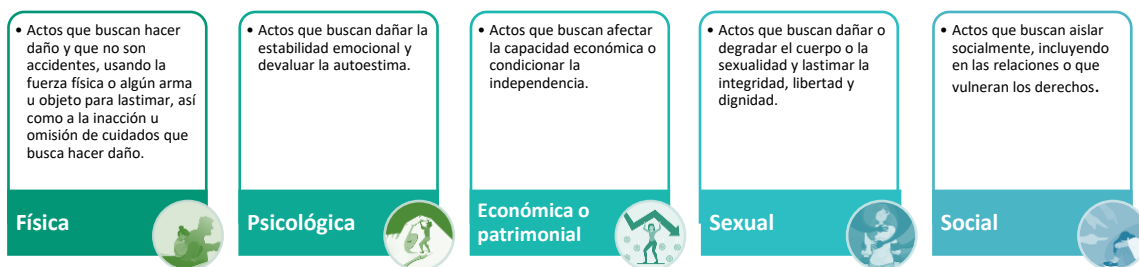 • Actos que buscan hacer
daño y que no son
accidentes, usando la
fuerza física o algún arma
u objeto para lastimar, así
como a la inacción u
omisión de cuidados que
busca hacer daño.
Física
• Actos que buscan dañar la
estabilidad emocional y
devaluar la autoestima.
Psicológica
• Actos que buscan afectar
la capacidad económica o
condicionar la
independencia.
Económica o
patrimonial
• Actos que buscan dañar o
degradar el cuerpo o la
sexualidad y lastimar la
integridad, libertad y
dignidad.
Sexual
• Actos que buscan aislar
socialmente, incluyendo
en las relaciones o que
vulneran los derechos.
Social